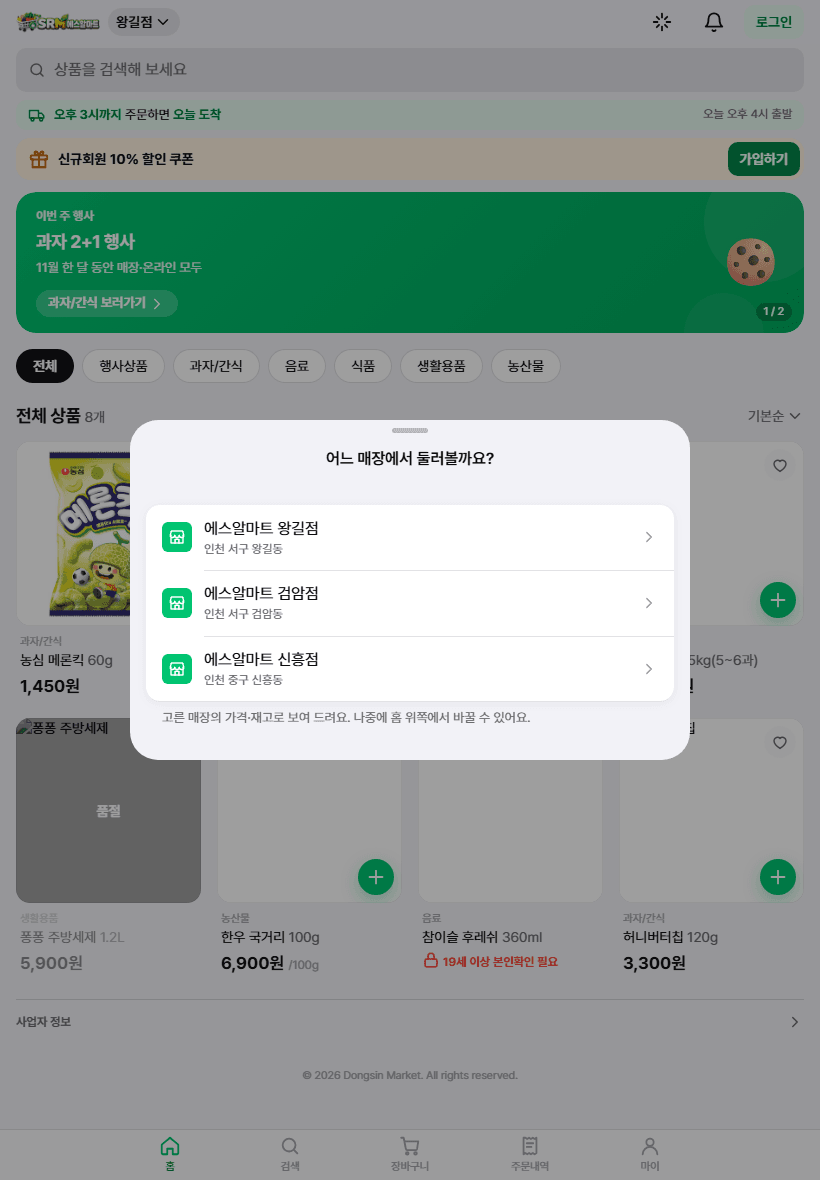 SRM에스알마트
왕길점
로그인
상품을 검색해 보세요
오후 3시까지 주문하면 오늘 도착
오늘 오후 4시 출발
신규회원 10% 할인 쿠폰
가입하기
이번 주 행사
과자 2+1 행사
11월 한 달 동안 매장·온라인 모두
과자/간식 보러가기
1 / 2
전체
행사상품
과자/간식
음료
식품
생활용품
농산물
전체 상품 8개
기본순
어느 매장에서 둘러볼까요?
에스알마트 왕길점
인천 서구 왕길동
에스알마트 검암점
인천 서구 검암동
에스알마트 신흥점
인천 중구 신흥동
고른 매장의 가격·재고로 보여 드려요. 나중에 홈 위쪽에서 바꿀 수 있어요.
농심
메론
과자/간식
농심 메론킥 60g
1,450원
5kg(5~6과)
원
퐁퐁 주방세제
품절
생활용품
퐁퐁 주방세제 1.2L
5,900원
농산물
한우 국거리 100g
6,900원 /100g
음료
참이슬 후레쉬 360ml
19세 이상 본인확인 필요
과자/간식
허니버터칩 120g
3,300원
사업자 정보
© 2026 Dongsin Market. All rights reserved.
홈
검색
장바구니
주문내역
마이